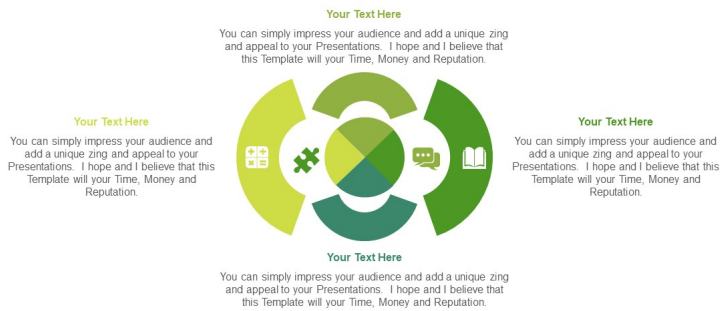 Your Text Here
You can simply impress your audience and add a unique zing
and appeal to your Presentations. I hope and I believe that
this Template will your Time, Money and Reputation.
Your Text Here
You can simply impress your audience and
add a unique zing and appeal to your
Presentations. I hope and I believe that this
Template will your Time, Money and
Reputation.
Your Text Here
You can simply impress your audience and
add a unique zing and appeal to your
Presentations. I hope and I believe that this
Template will your Time, Money and
Reputation.
Your Text Here
You can simply impress your audience and add a unique zing
and appeal to your Presentations. I hope and I believe that
this Template will your Time, Money and Reputation.